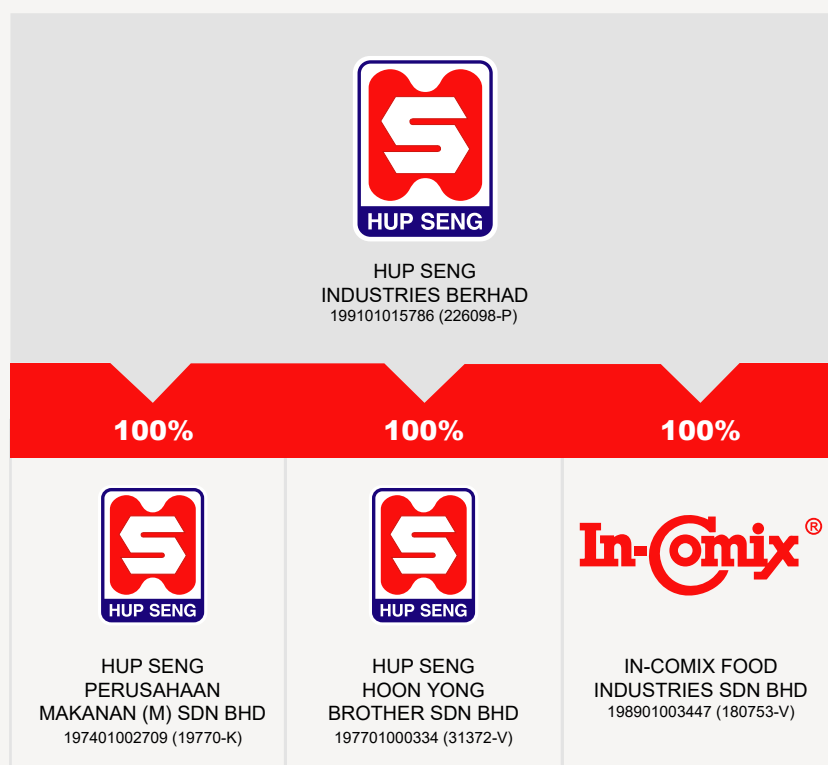 HUP SENG
HUP SENG
INDUSTRIES BERHAD
199101015786 (226098-P)
100%
100%
100%
HUP SENG
HUP SENG
In-Comix®
HUP SENG
PERUSAHAAN
MAKANAN (M) SDN BHD
197401002709 (19770-K)
HUP SENG
HOON YONG
BROTHER SDN BHD
197701000334 (31372-V)
IN-COMIX FOOD
INDUSTRIES SDN BHD
198901003447 (180753-V)